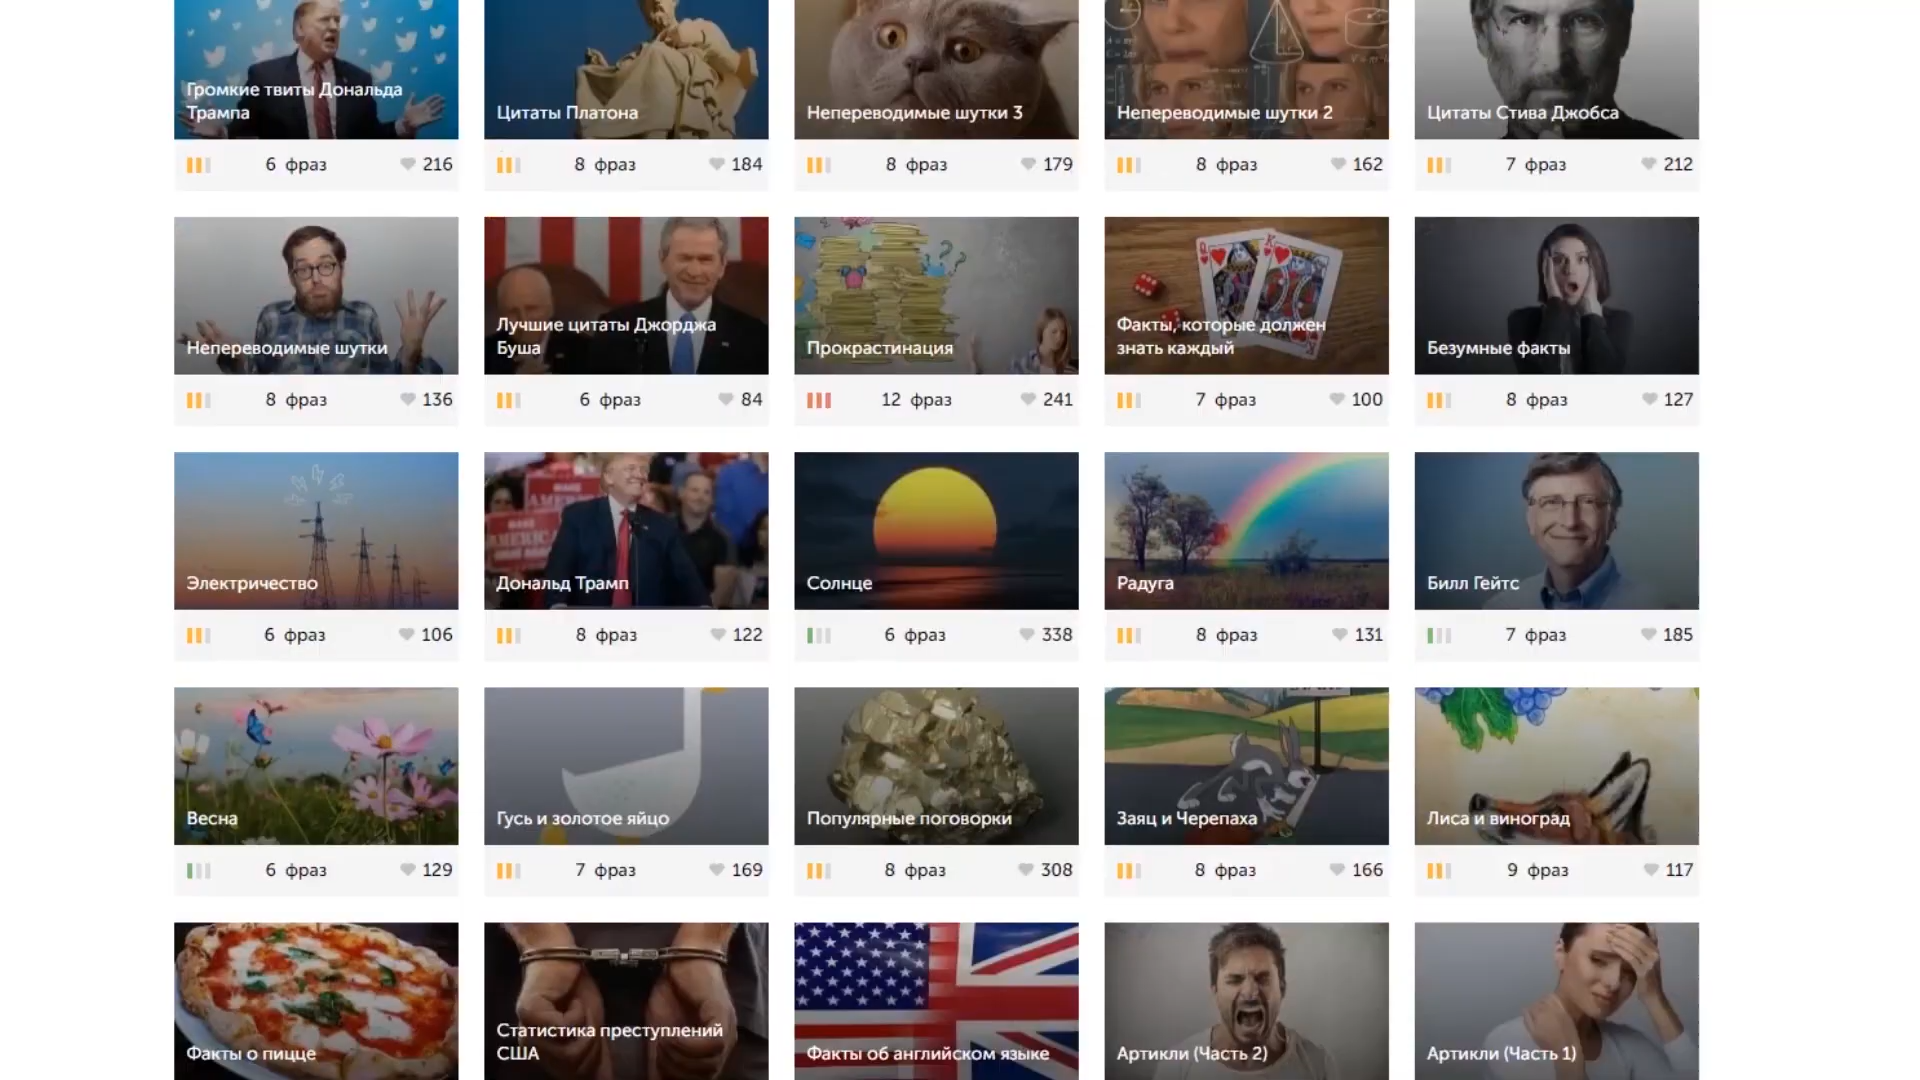 Громкие твиты Дональда
Трампа
6 фраз
216
Цитаты Платона
8 фраз
184
Непереводимые шутки 3
8 фраз
179
Непереводимые шутки 2
8 фраз
162
Цитаты Стива Джобса
7 фраз
212
Непереводимые шутки
8 фраз
136
Лучшие цитаты Джорджа
Буша
6 фраз
84
Прокрастинация
12 фраз
241
Факты, которые должен
знать каждый
7 фраз
100
Безумные факты
8 фраз
127
Электричество
6 фраз
106
Дональд Трамп
8 фраз
122
Солнце
6 фраз
338
Радуга
8 фраз
131
Билл Гейтс
7 фраз
185
Весна
6 фраз
129
Гусь и золотое яйцо
7 фраз
169
Популярные поговорки
8 фраз
308
Заяц и Черепаха
8 фраз
166
Лиса и виноград
9 фраз
117
Факты о пицце
Статистика преступлений
США
Факты об английском языке
Артикли (Часть 2)
Артикли (Часть 1)